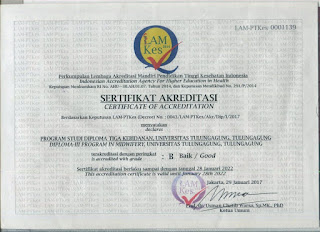 LAM-PTKes 0001139
LAM
PT
Kes
Perkumpulan Lembaga Akreditasi Mandiri Pendidikan Tinggi Kesehatan Indonesia
Indonesian Accreditation Agency for Higher Education in Health
SERTIFIKAT AKREDITASI
CERTIFICATE OF ACCREDITATION
Berdasarkan Keputusan LAM-PTKes
menyatakan
declares
PROGRAM STUDI DIPLOMA TIGA KEBIDANAN, UNIVERSITAS TULUNGAGUNG, TULUNGAGUNG
DIPLOMA III PROGRAM IN MIDWIFERY, UNIVERSITAS TULUNGAGUNG, TULUNGAGUNG
terakreditasi dengan peringkat
is accredited with grade
: B Baik / Good
Sertifikat akreditasi berlaku sampai dengan tanggal 28 Januari 2022
This accreditation certificate is valid until January 28th 2022
Jakarta, 29 Januari 2017
LAM
Kes
Ketua Umum